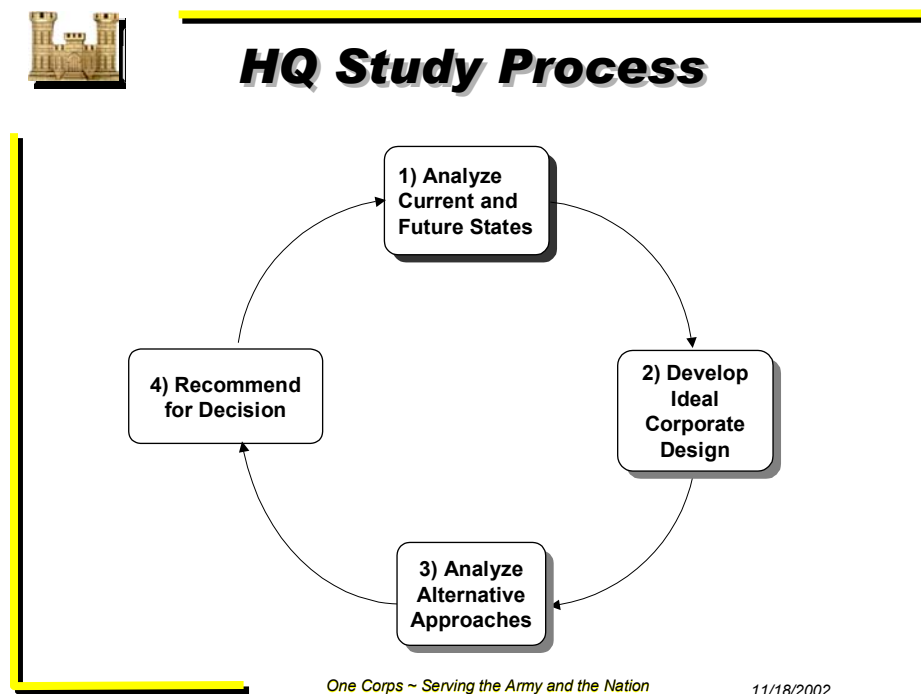 HQ Study Process
1) Analyze
Current and
Future States
2) Develop
Ideal
Corporate
Design
3) Analyze
Alternative
Approaches
4) Recommend
for Decision
One Corps ~ Serving the Army and the Nation
11/18/2002